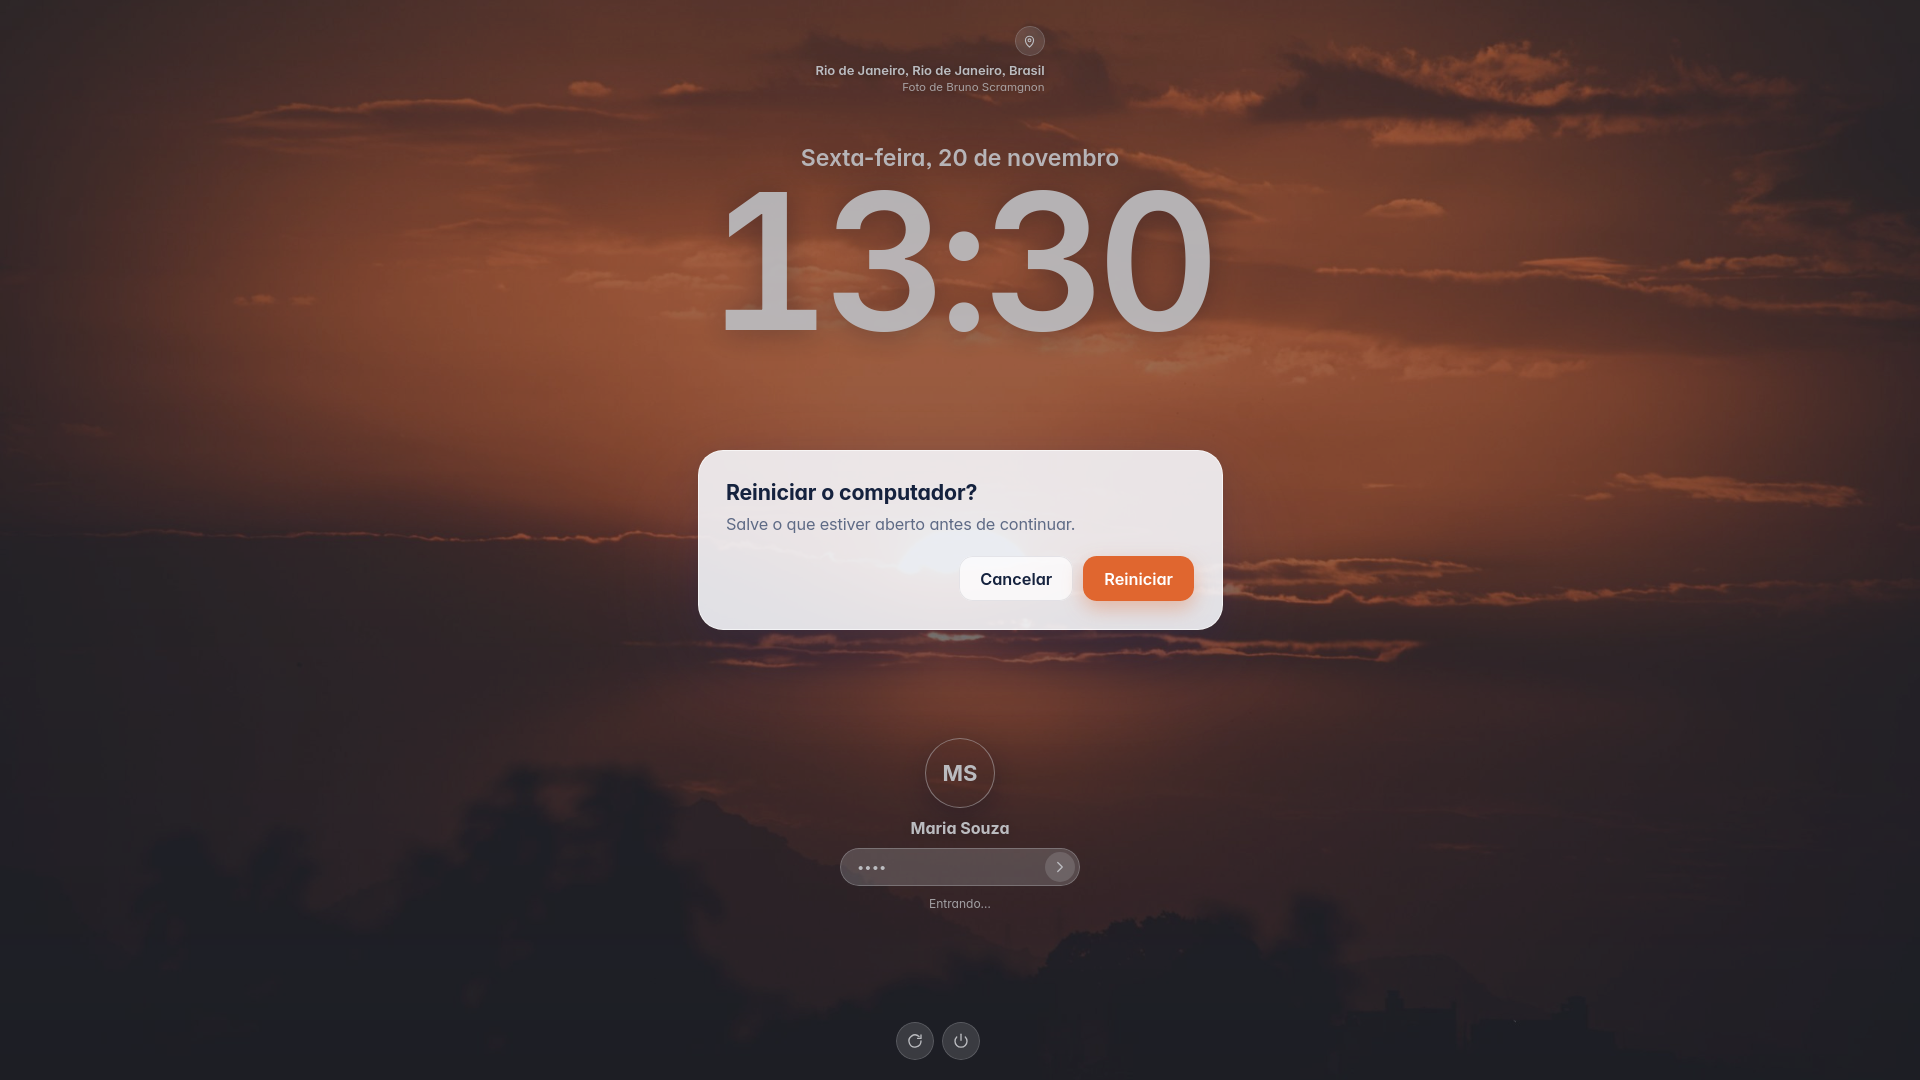 Rio de Janeiro, Rio de Janeiro, Brasil
Foto de Bruno Scramgnon
Sexta-feira, 20 de novembro
13:30
Reiniciar o computador?
Salve o que estiver aberto antes de continuar.
Cancelar
Reiniciar
MS
Maria Souza
••••
Entrando...